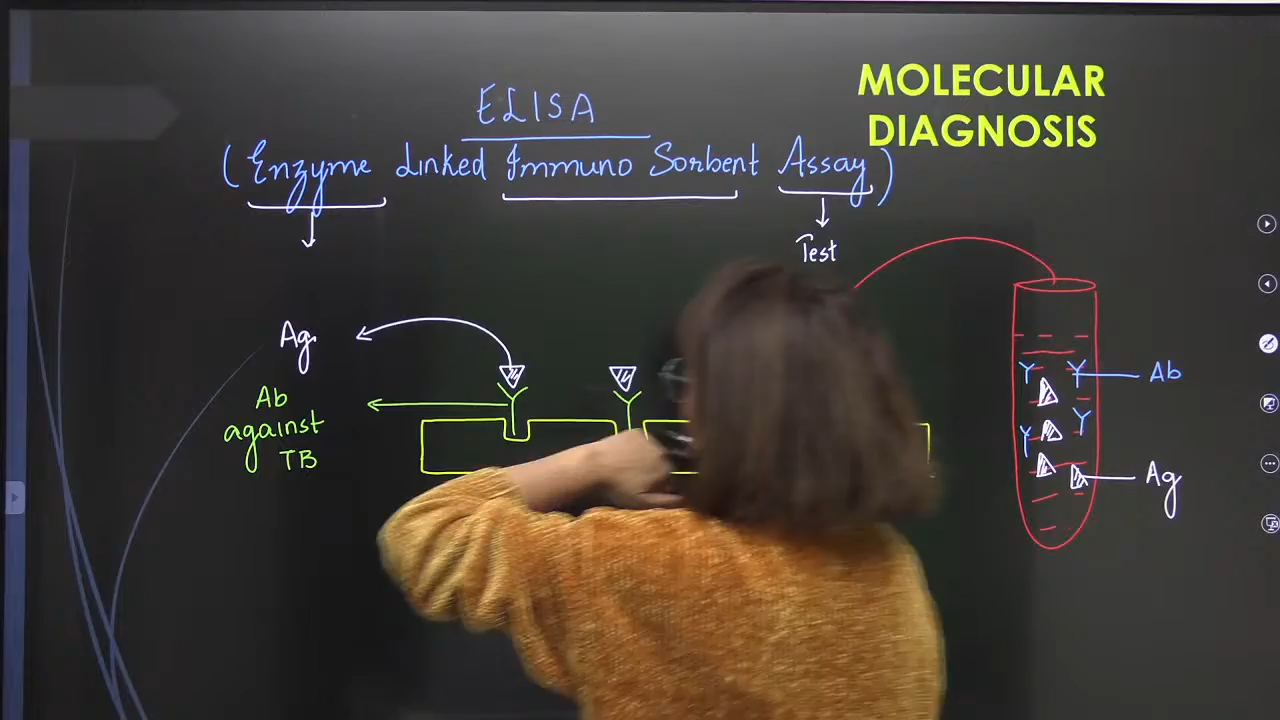 MOLECULAR
DIAGNOSIS
ELISA
(Enzyme Linked Immuno Sorbent Assay)
Test
Ag
Ab
against
TB
Ab
Ag